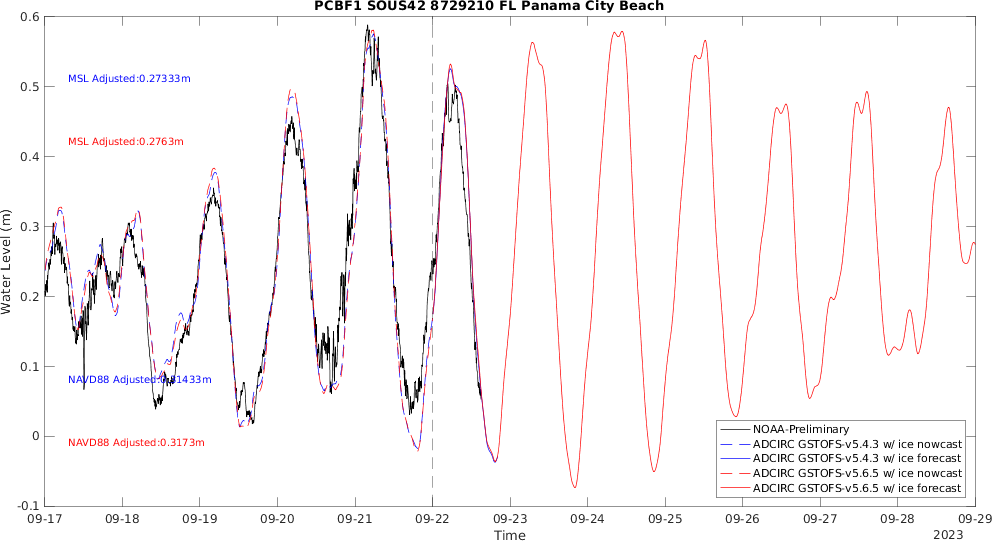 PCBF1 SOUS42 8729210 FL Panama City Beach
0.6
0.5
0.4
0.3
0.2
0.1
0
-0.1
Water Level (m)
MSL Adjusted:0.27333m
MSL Adjusted:0.2763m
NAVD88 Adjusted:0.31433m
NAVD88 Adjusted:0.3173m
NOAA-Preliminary
ADCIRC GSTOFS-v5.4.3 w/ ice nowcast
ADCIRC GSTOFS-v5.4.3 w/ ice forecast
ADCIRC GSTOFS-v5.6.5 w/ ice nowcast
ADCIRC GSTOFS-v5.6.5 w/ ice forecast
09-17 09-18 09-19 09-20 09-21 09-22 09-23 09-24 09-25 09-26 09-27 09-28 09-29
Time
2023